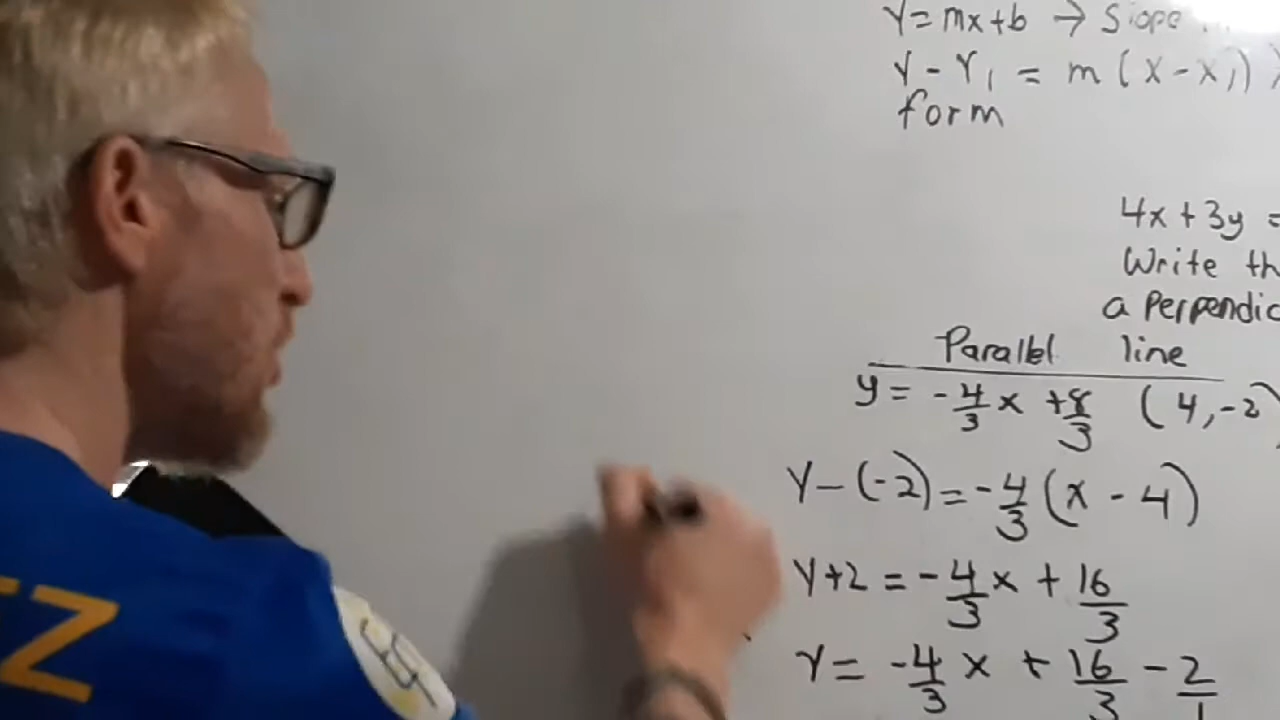 Y = mx + b → Slope
Y - Y₁ = m ( X - X₁ )
form
4x + 3y =
Write
a Perpendic
Parallel line
y = -4/3 x + 8/3 ( 4, -2 )
Y - (-2) = -4/3 ( x - 4 )
Y + 2 = -4/3 x + 16/3
Y = -4/3 x + 16/3 - 2/1
EZ